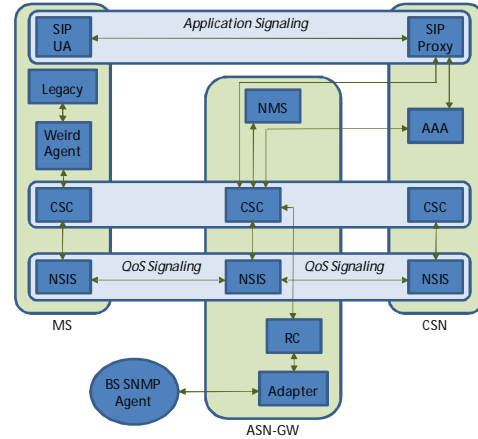 Application Signaling
SIP
UA
SIP
Proxy
Legacy
NMS
Weird
Agent
AAA
CSC
CSC
CSC
QoS Signaling
QoS Signaling
NSIS
NSIS
NSIS
MS
CSN
RC
BS SNMP
Agent
Adapter
ASN-GW